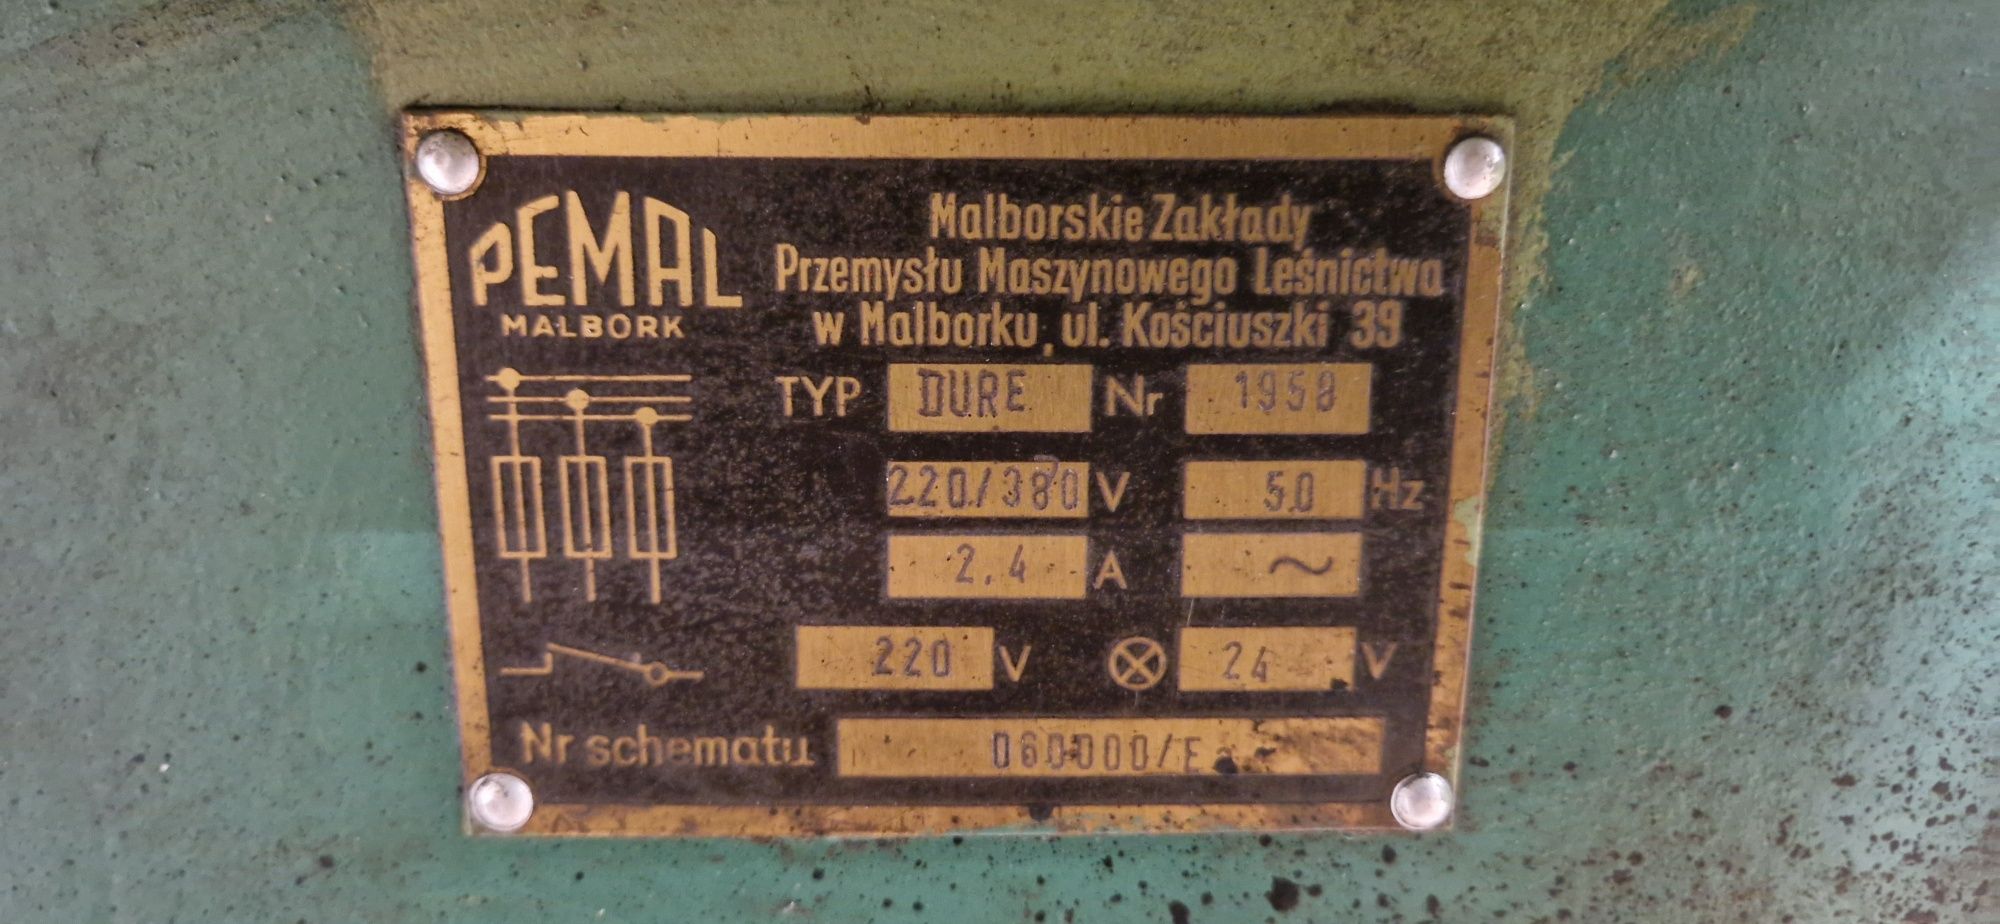 PEMAL
MALBORK
Malborskie Zakłady
Przemysłu Maszynowego Leśnictwa
w Malborku, ul. Kościuszki 39
TYP DURE Nr 1958
220/380 V 50 Hz
2,4 A ~
220 V 24 V
Nr schematu 060000/E